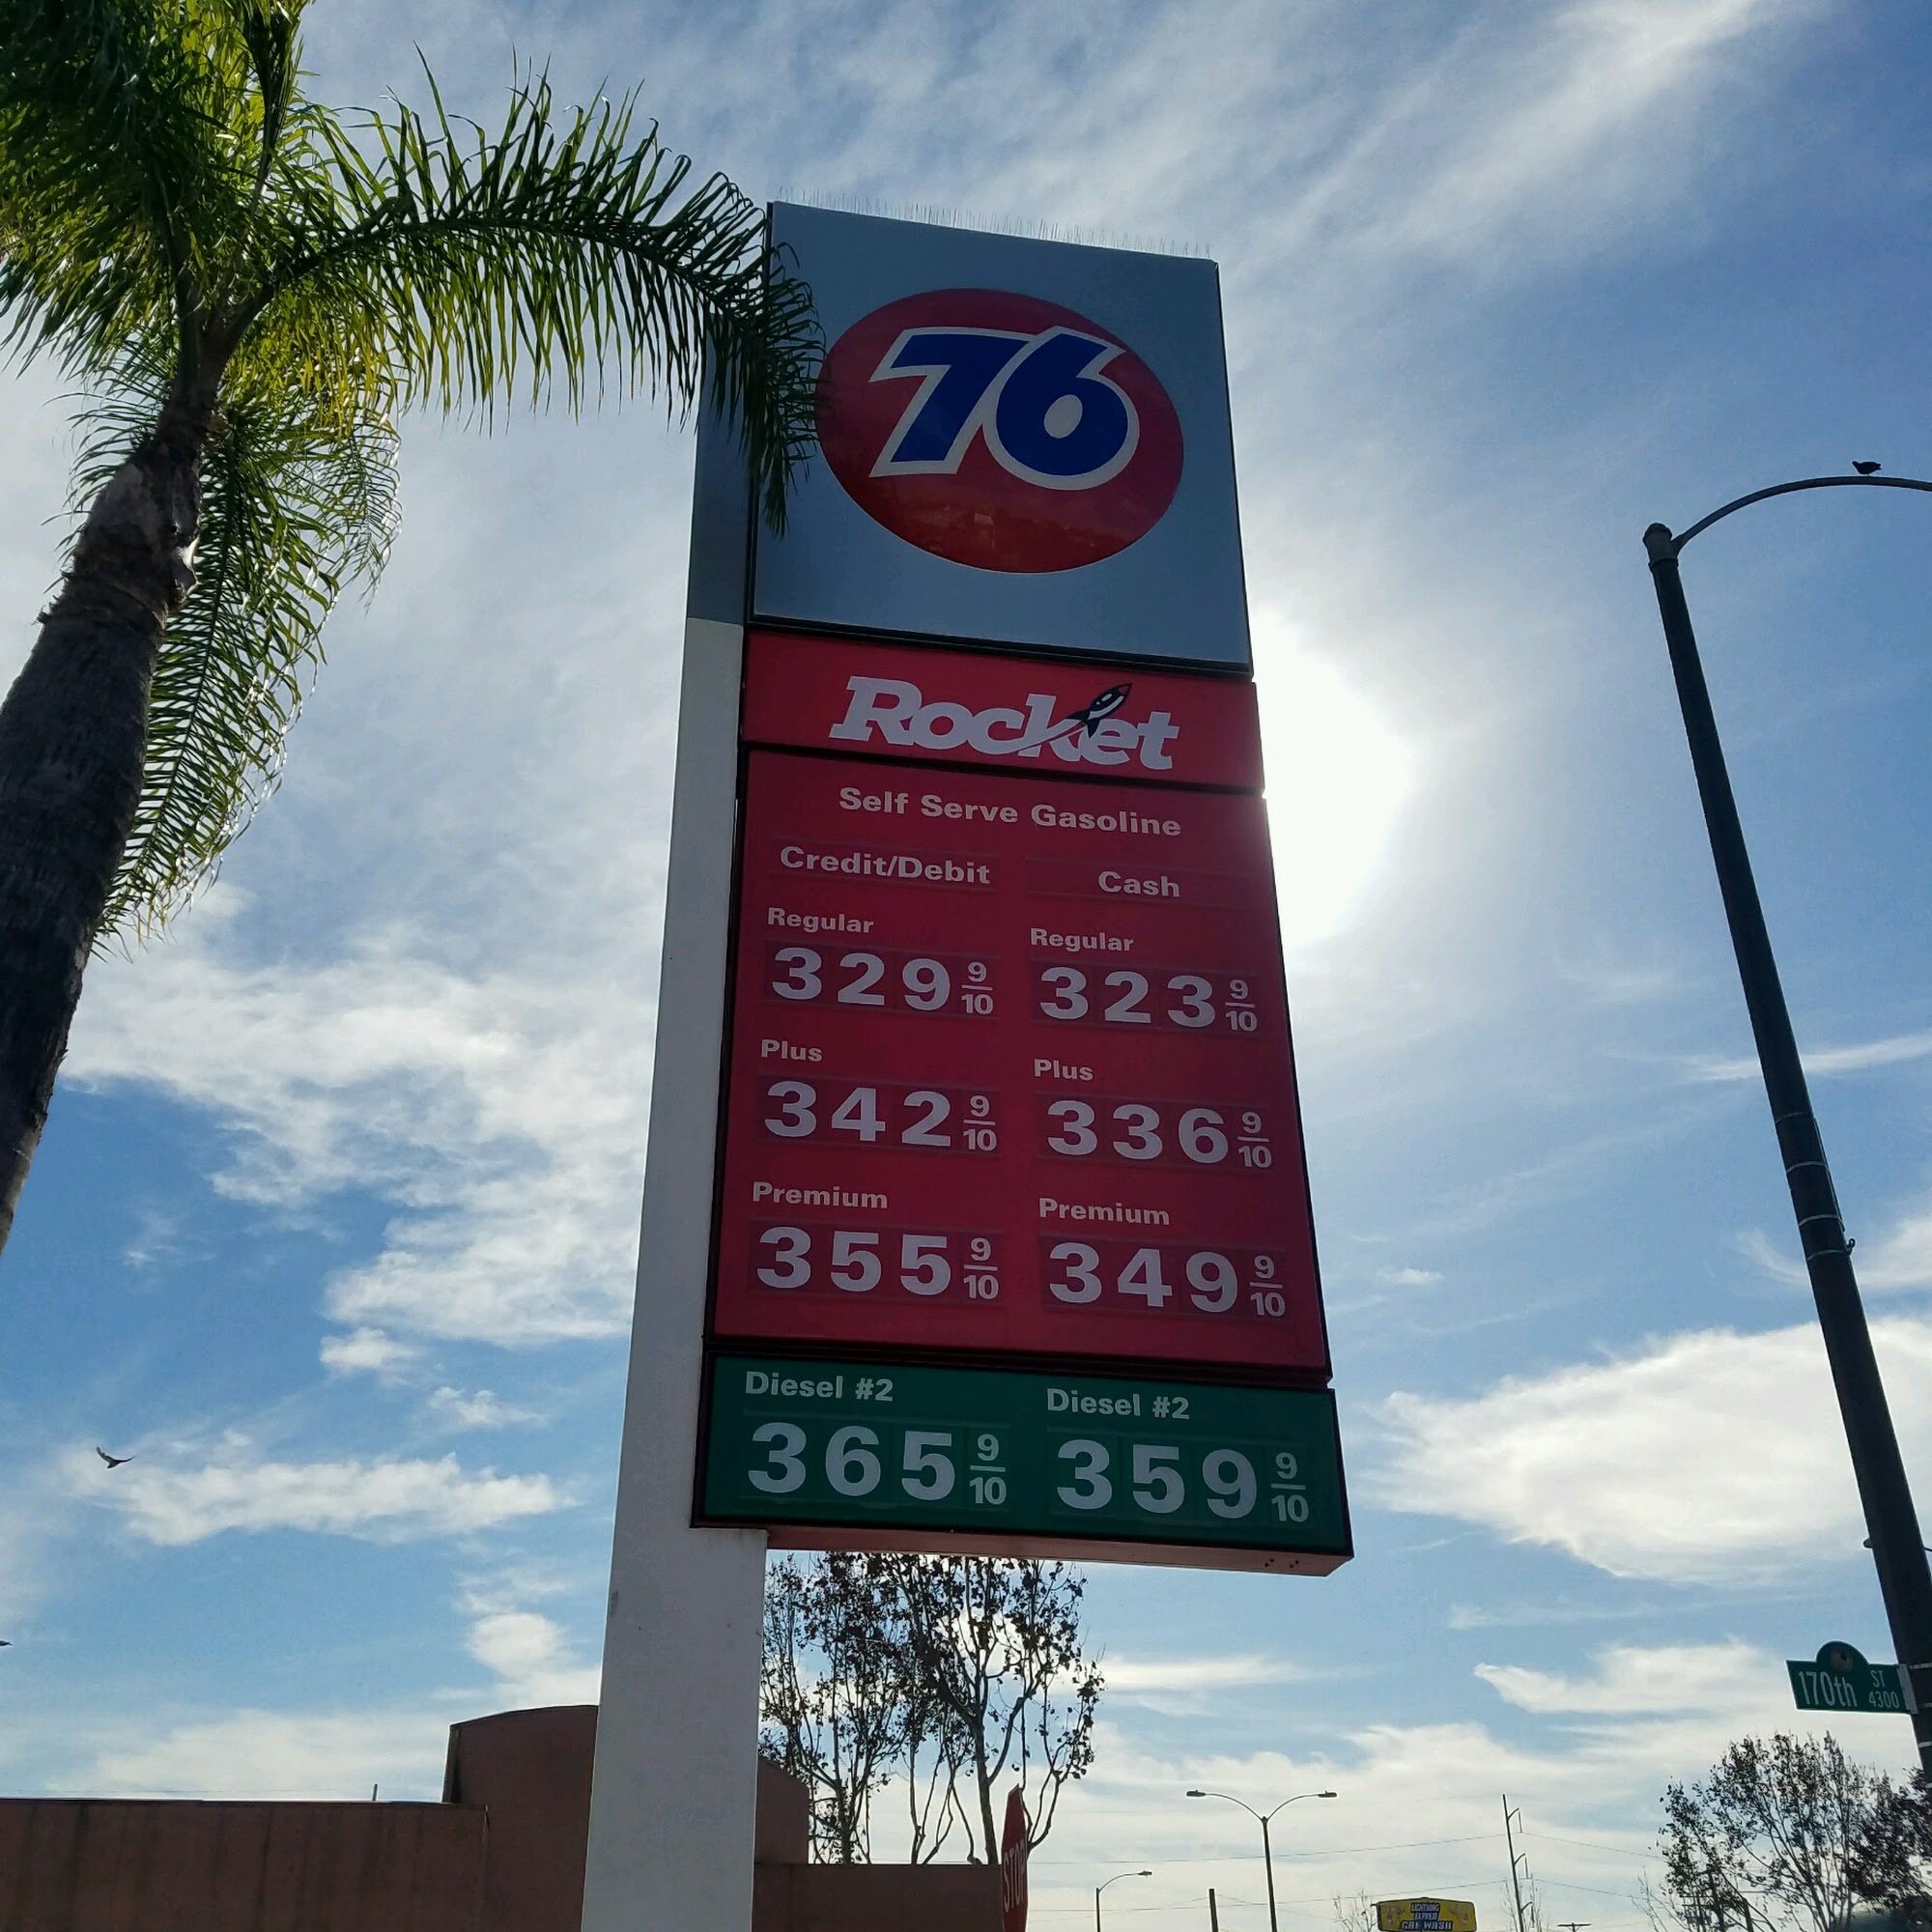 76
Rocket
Self Serve Gasoline
Credit/Debit Cash
Regular Regular
329 9/10 323 9/10
Plus Plus
342 9/10 336 9/10
Premium Premium
355 9/10 349 9/10
Diesel #2 Diesel #2
365 9/10 359 9/10
170th ST 4300
STOP
LIGHTNING
EXPRESS
CAR WASH